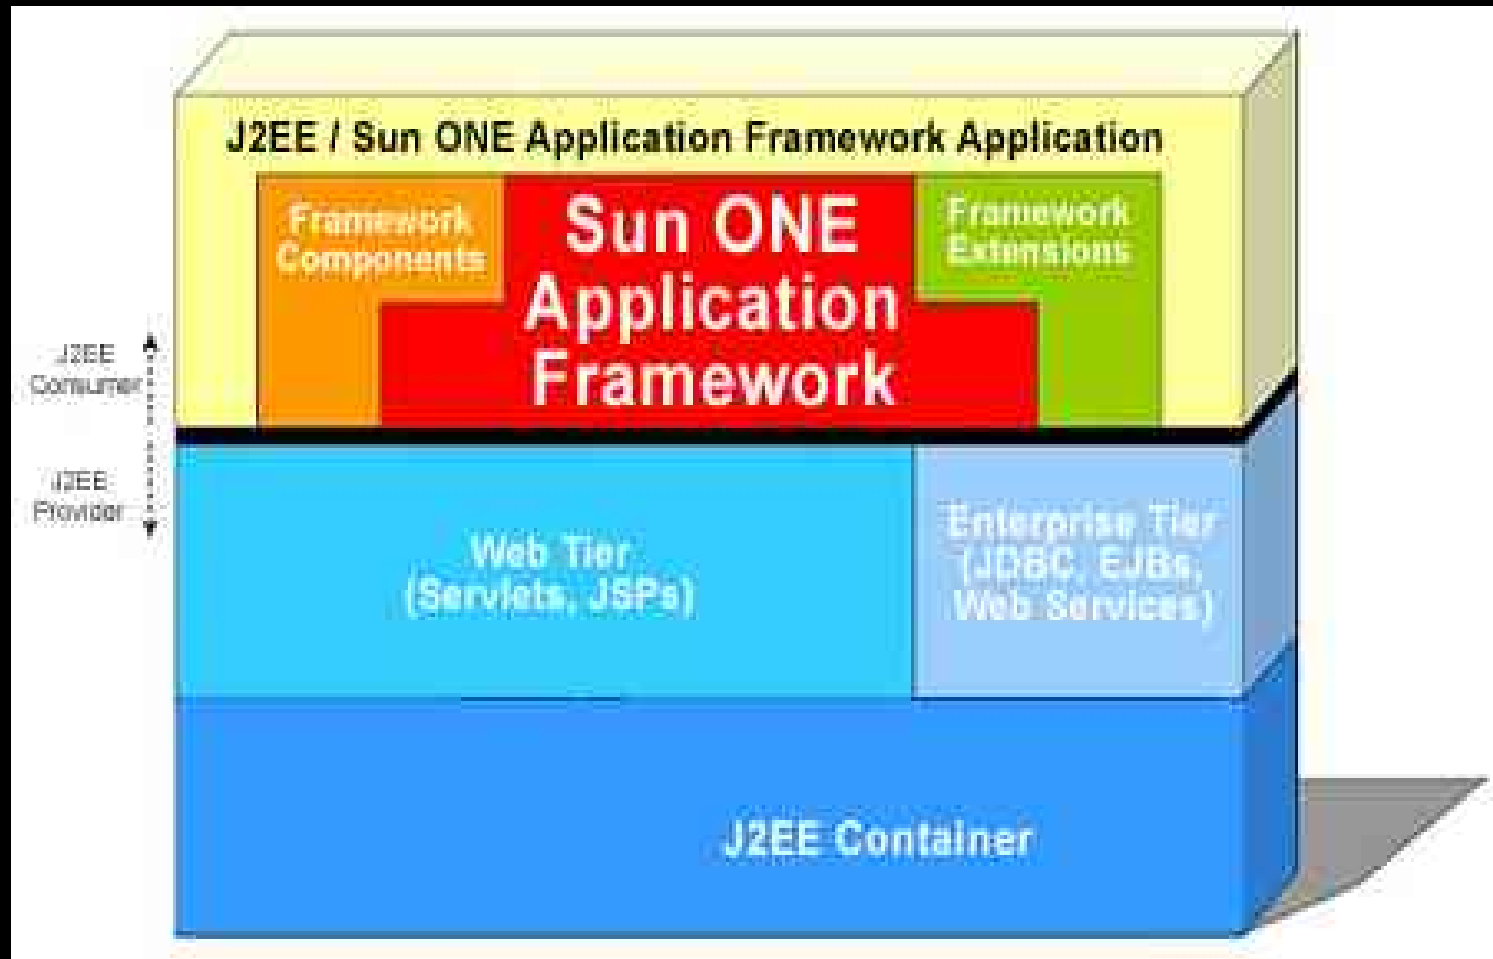 J2EE / Sun ONE Application Framework Application
Framework
Components
Sun ONE
Application
Framework
Framework
Extensions
J2EE
Consumer
J2EE
Provider
Web Tier
(Servlets, JSPs)
Enterprise Tier
(JDBC, EJBs,
Web Services)
J2EE Container